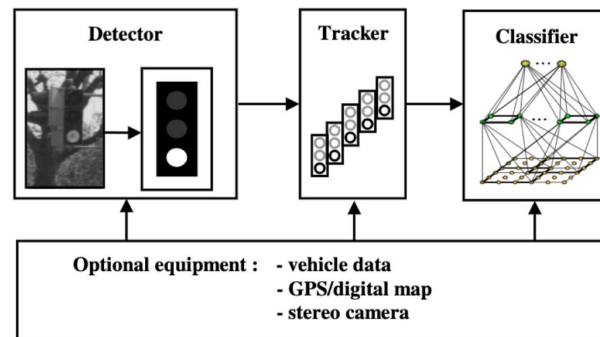 Detector
Tracker
Classifier
Optional equipment : - vehicle data
- GPS/digital map
- stereo camera